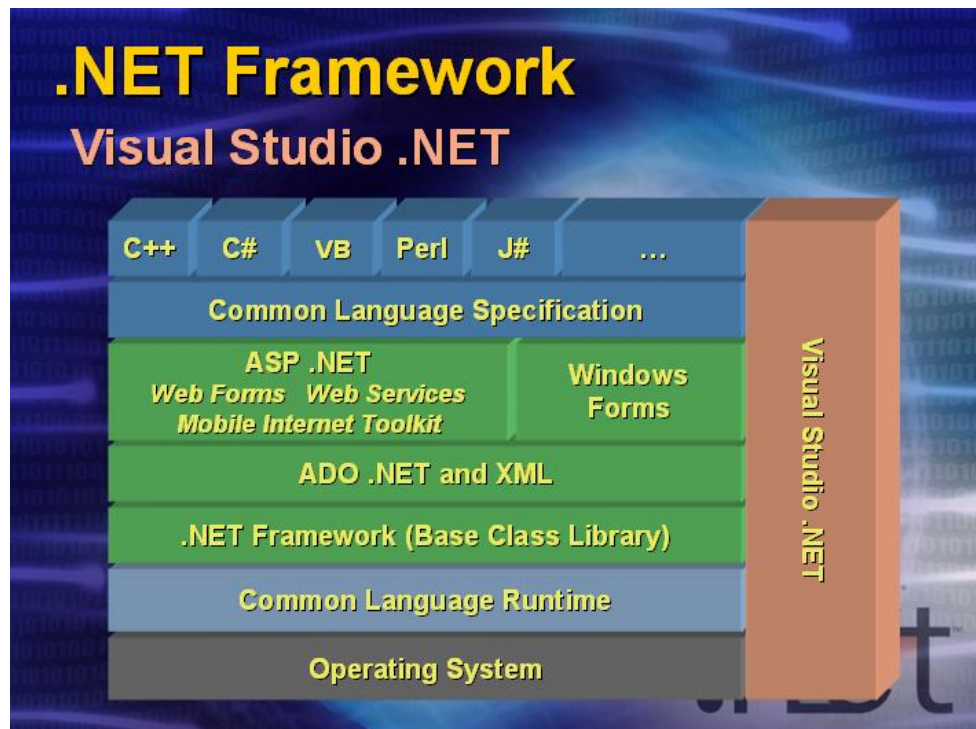 .NET Framework
Visual Studio .NET
C++ C# VB Perl J# ...
Common Language Specification
ASP .NET
Web Forms Web Services
Mobile Internet Toolkit
Windows
Forms
ADO .NET and XML
.NET Framework (Base Class Library)
Common Language Runtime
Operating System
Visual Studio .NET